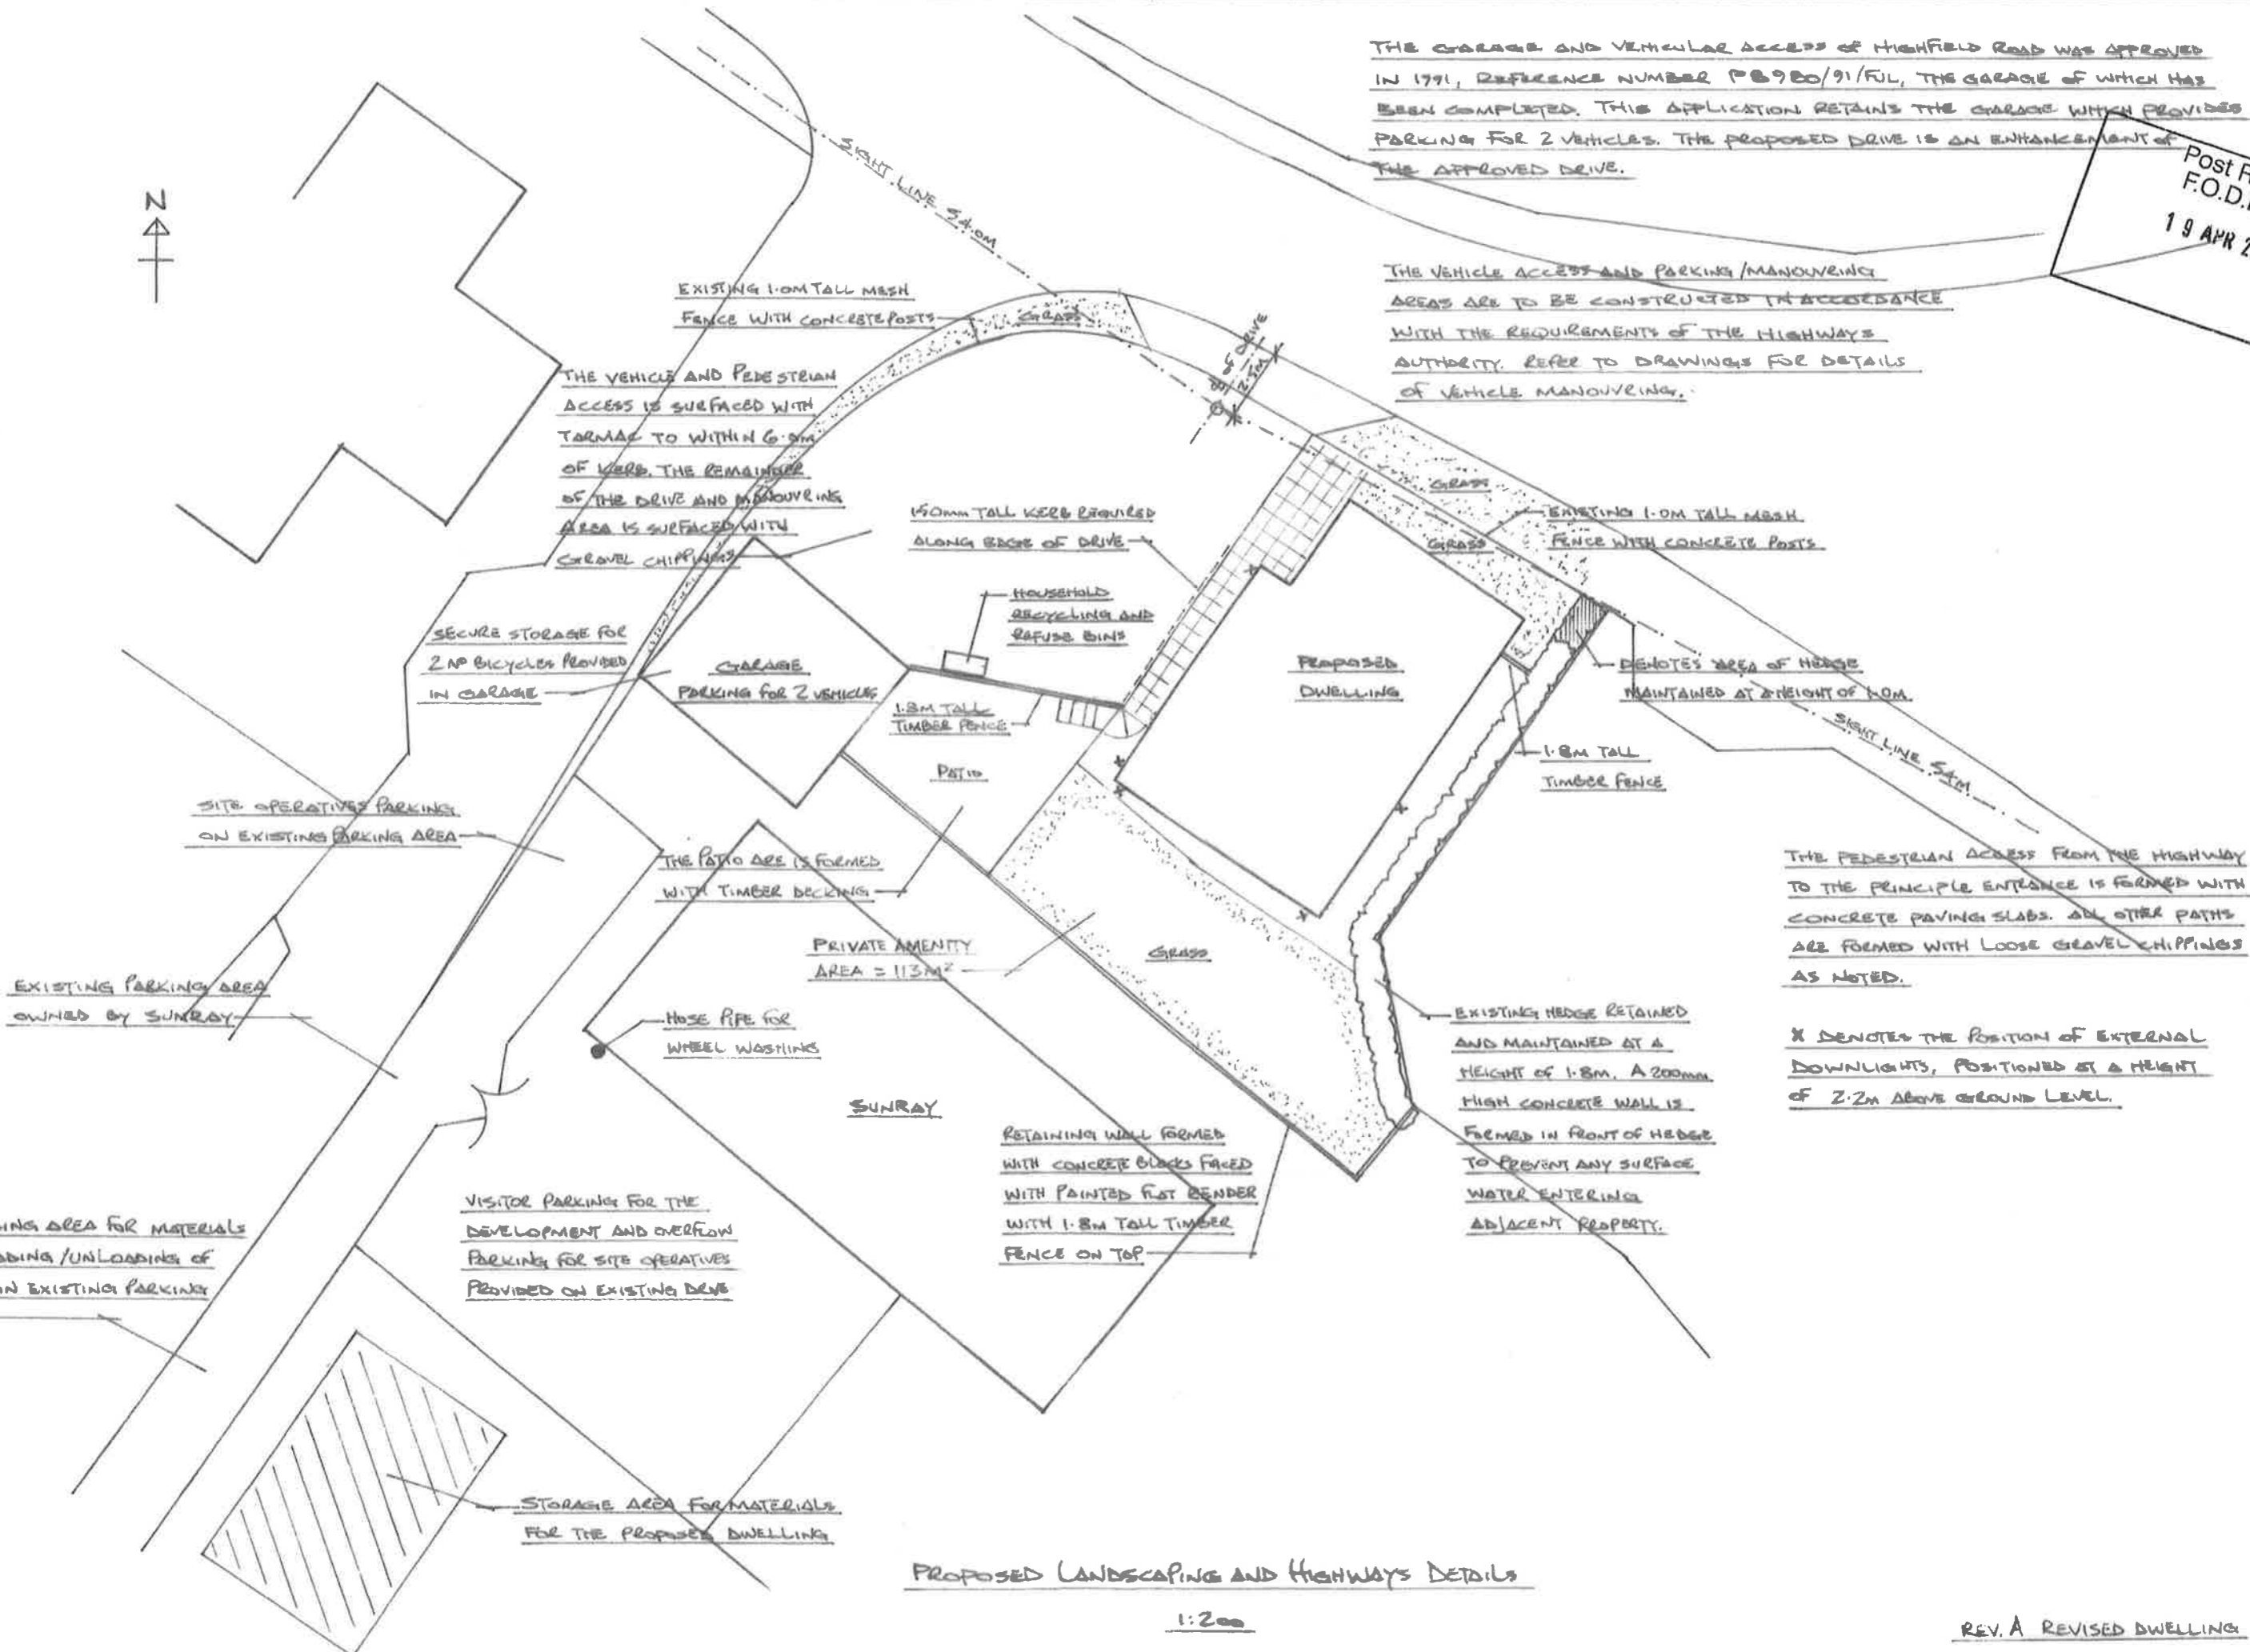 THE GARAGE AND VEHICULAR ACCESS OF HIGHFIELD ROAD WAS APPROVED
IN 1991, REFERENCE NUMBER P8980/91/FUL, THE GARAGE OF WHICH HAS
BEEN COMPLETED. THIS APPLICATION RETAINS THE GARAGE WHICH PROVIDES
PARKING FOR 2 VEHICLES. THE PROPOSED DRIVE IS AN ENHANCEMENT OF
THE APPROVED DRIVE.
Post R
F.O.D.
19 APR 2
N
SIGHT LINE 54.0M
THE VEHICLE ACCESS AND PARKING/MANOUVRING
AREAS ARE TO BE CONSTRUCTED IN ACCORDANCE
WITH THE REQUIREMENTS OF THE HIGHWAYS
AUTHORITY. REFER TO DRAWINGS FOR DETAILS
OF VEHICLE MANOUVRING.
EXISTING 1.0M TALL MESH
FENCE WITH CONCRETE POSTS
GRASS
OF DRIVE
2.5M
THE VEHICLE AND PEDESTRIAN
ACCESS IS SURFACED WITH
TARMAC TO WITHIN 6.0M
OF KERB. THE REMAINDER
OF THE DRIVE AND MANOUVRING
AREA IS SURFACED WITH
GRAVEL CHIPPINGS
150MM TALL KERB REQUIRED
ALONG EDGE OF DRIVE
GRASS
GRASS
EXISTING 1.0M TALL MESH
FENCE WITH CONCRETE POSTS
HOUSEHOLD
RECYCLING AND
REFUSE BINS
SECURE STORAGE FOR
2 NO BICYCLES PROVIDED
IN GARAGE
GARAGE
PARKING FOR 2 VEHICLES
1.8M TALL
TIMBER FENCE
PROPOSED
DWELLING
DENOTES AREA OF HEDGE
MAINTAINED AT A HEIGHT OF 1.0M.
SIGHT LINE 54M
1.8M TALL
TIMBER FENCE
PATIO
SITE OPERATIVES PARKING
ON EXISTING PARKING AREA
THE PATIO ARE IS FORMED
WITH TIMBER DECKING
THE PEDESTRIAN ACCESS FROM THE HIGHWAY
TO THE PRINCIPLE ENTRANCE IS FORMED WITH
CONCRETE PAVING SLABS. ALL OTHER PATHS
ARE FORMED WITH LOOSE GRAVEL CHIPPINGS
AS NOTED.
PRIVATE AMENITY
AREA = 113M²
GRASS
EXISTING PARKING AREA
OWNED BY SUNRAY
HOSE PIPE FOR
WHEEL WASHING
EXISTING HEDGE RETAINED
AND MAINTAINED AT A
HEIGHT OF 1.8M. A 200MM
HIGH CONCRETE WALL IS
FORMED IN FRONT OF HEDGE
TO PREVENT ANY SURFACE
WATER ENTERING
ADJACENT PROPERTY.
X DENOTES THE POSITION OF EXTERNAL
DOWNLIGHTS, POSITIONED AT A HEIGHT
OF 2.2M ABOVE GROUND LEVEL.
SUNRAY
RETAINING WALL FORMED
WITH CONCRETE BLOCKS FACED
WITH PAINTED FLAT RENDER
WITH 1.8M TALL TIMBER
FENCE ON TOP
VISITOR PARKING FOR THE
DEVELOPMENT AND OVERFLOW
PARKING FOR SITE OPERATIVES
PROVIDED ON EXISTING DRIVE
ING AREA FOR MATERIALS
ADING/UNLOADING OF
N EXISTING PARKING
STORAGE AREA FOR MATERIALS
FOR THE PROPOSED DWELLING
PROPOSED LANDSCAPING AND HIGHWAYS DETAILS
1:200
REV. A REVISED DWELLING